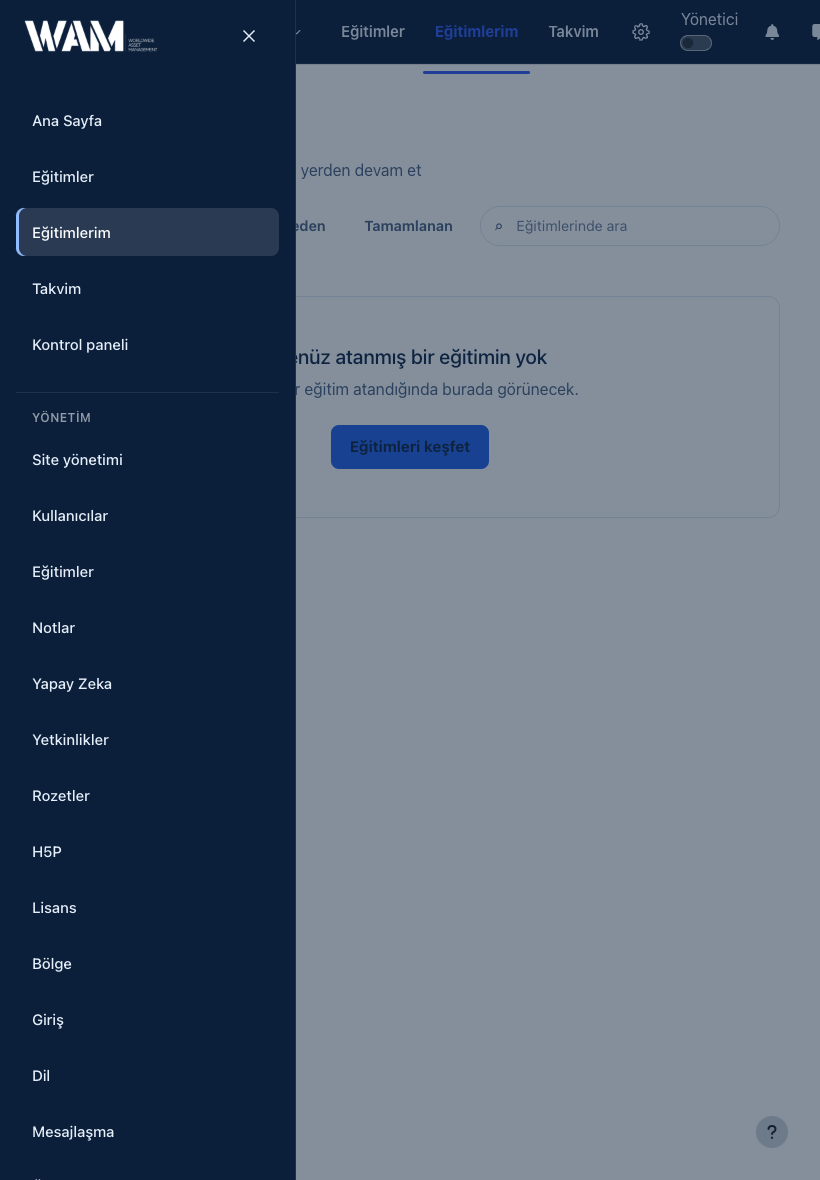 WAM WORLDWIDE ASSET MANAGEMENT
Eğitimler
Eğitimlerim
Takvim
Yönetici
Ana Sayfa
Eğitimler
Eğitimlerim
Takvim
Kontrol paneli
YÖNETİM
Site yönetimi
Kullanıcılar
Eğitimler
Notlar
Yapay Zeka
Yetkinlikler
Rozetler
H5P
Lisans
Bölge
Giriş
Dil
Mesajlaşma
yerden devam et
eden
Tamamlanan
Eğitimlerinde ara
enüz atanmış bir eğitimin yok
r eğitim atandığında burada görünecek.
Eğitimleri keşfet
?